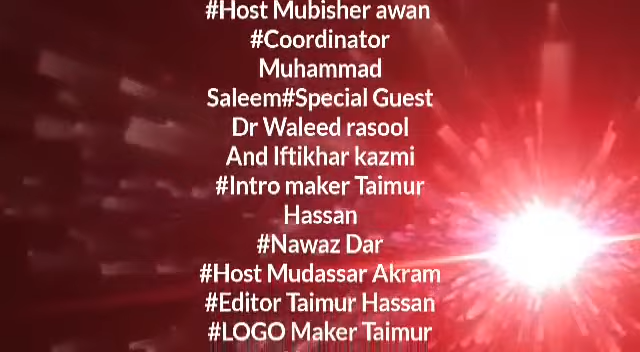 #Host Mubisher awan
#Coordinator
Muhammad
Saleem#Special Guest
Dr Waleed rasool
And Iftikhar kazmi
#Intro maker Taimur
Hassan
#Nawaz Dar
#Host Mudassar Akram
#Editor Taimur Hassan
#LOGO Maker Taimur